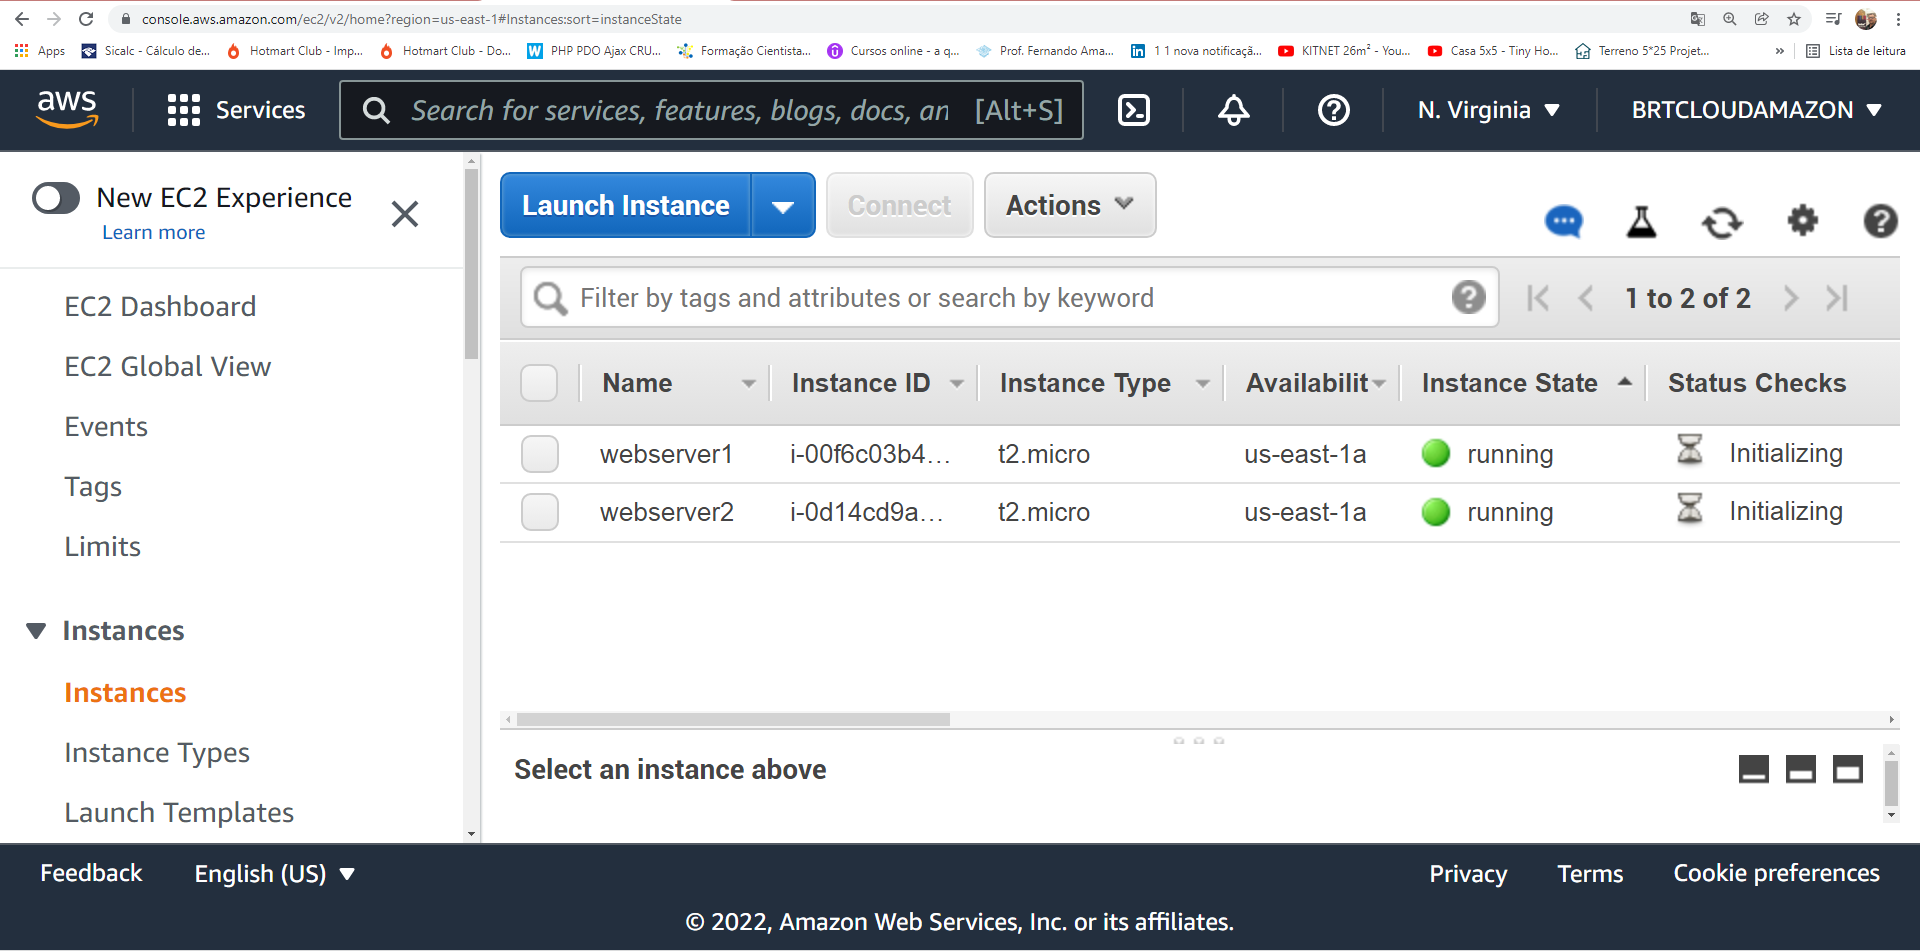 console.aws.amazon.com/ec2/v2/home?region=us-east-1#Instances:sort=instanceState
Apps Sicalc - Cálculo de... Hotmart Club - Imp... Hotmart Club - Do... PHP PDO Ajax CRU... Formação Cientista... Cursos online - a q... Prof. Fernando Ama... 1 1 nova notificaçã... KITNET 26m² - You... Casa 5x5 - Tiny Ho... Terreno 5*25 Projet... » Lista de leitura
aws Services Search for services, features, blogs, docs, an [Alt+S] N. Virginia BRTCLOUDAMAZON
New EC2 Experience
Learn more
EC2 Dashboard
EC2 Global View
Events
Tags
Limits
Instances
Instances
Instance Types
Launch Templates
Launch Instance Connect Actions
Filter by tags and attributes or search by keyword 1 to 2 of 2
Name Instance ID Instance Type Availabilit Instance State Status Checks
webserver1 i-00f6c03b4... t2.micro us-east-1a running Initializing
webserver2 i-0d14cd9a... t2.micro us-east-1a running Initializing
Select an instance above
Feedback English (US) Privacy Terms Cookie preferences
© 2022, Amazon Web Services, Inc. or its affiliates.